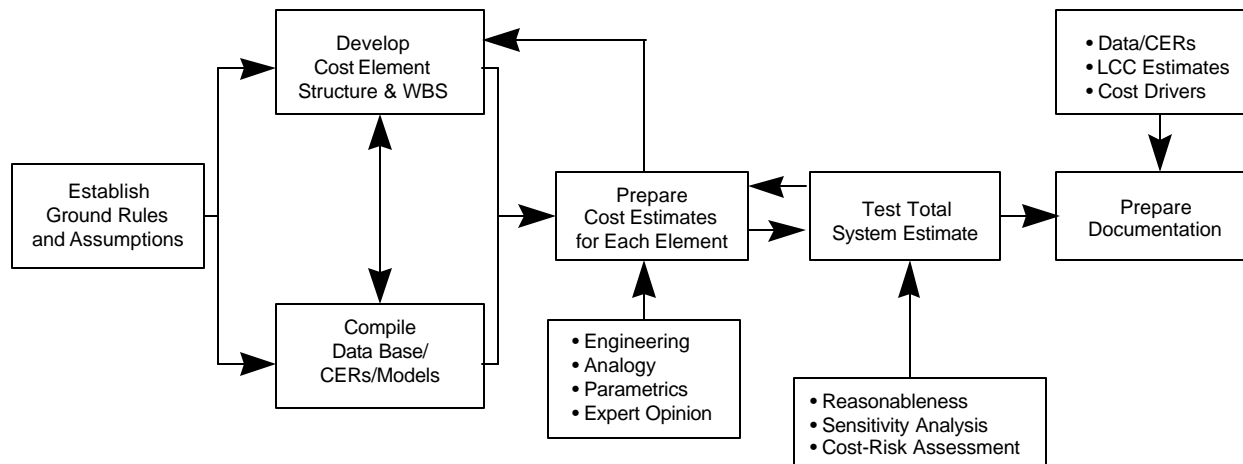 Develop
Cost Element
Structure & WBS
• Data/CERs
• LCC Estimates
• Cost Drivers
Establish
Ground Rules
and Assumptions
Prepare
Cost Estimates
for Each Element
Test Total
System Estimate
Prepare
Documentation
Compile
Data Base/
CERs/Models
• Engineering
• Analogy
• Parametrics
• Expert Opinion
• Reasonableness
• Sensitivity Analysis
• Cost-Risk Assessment